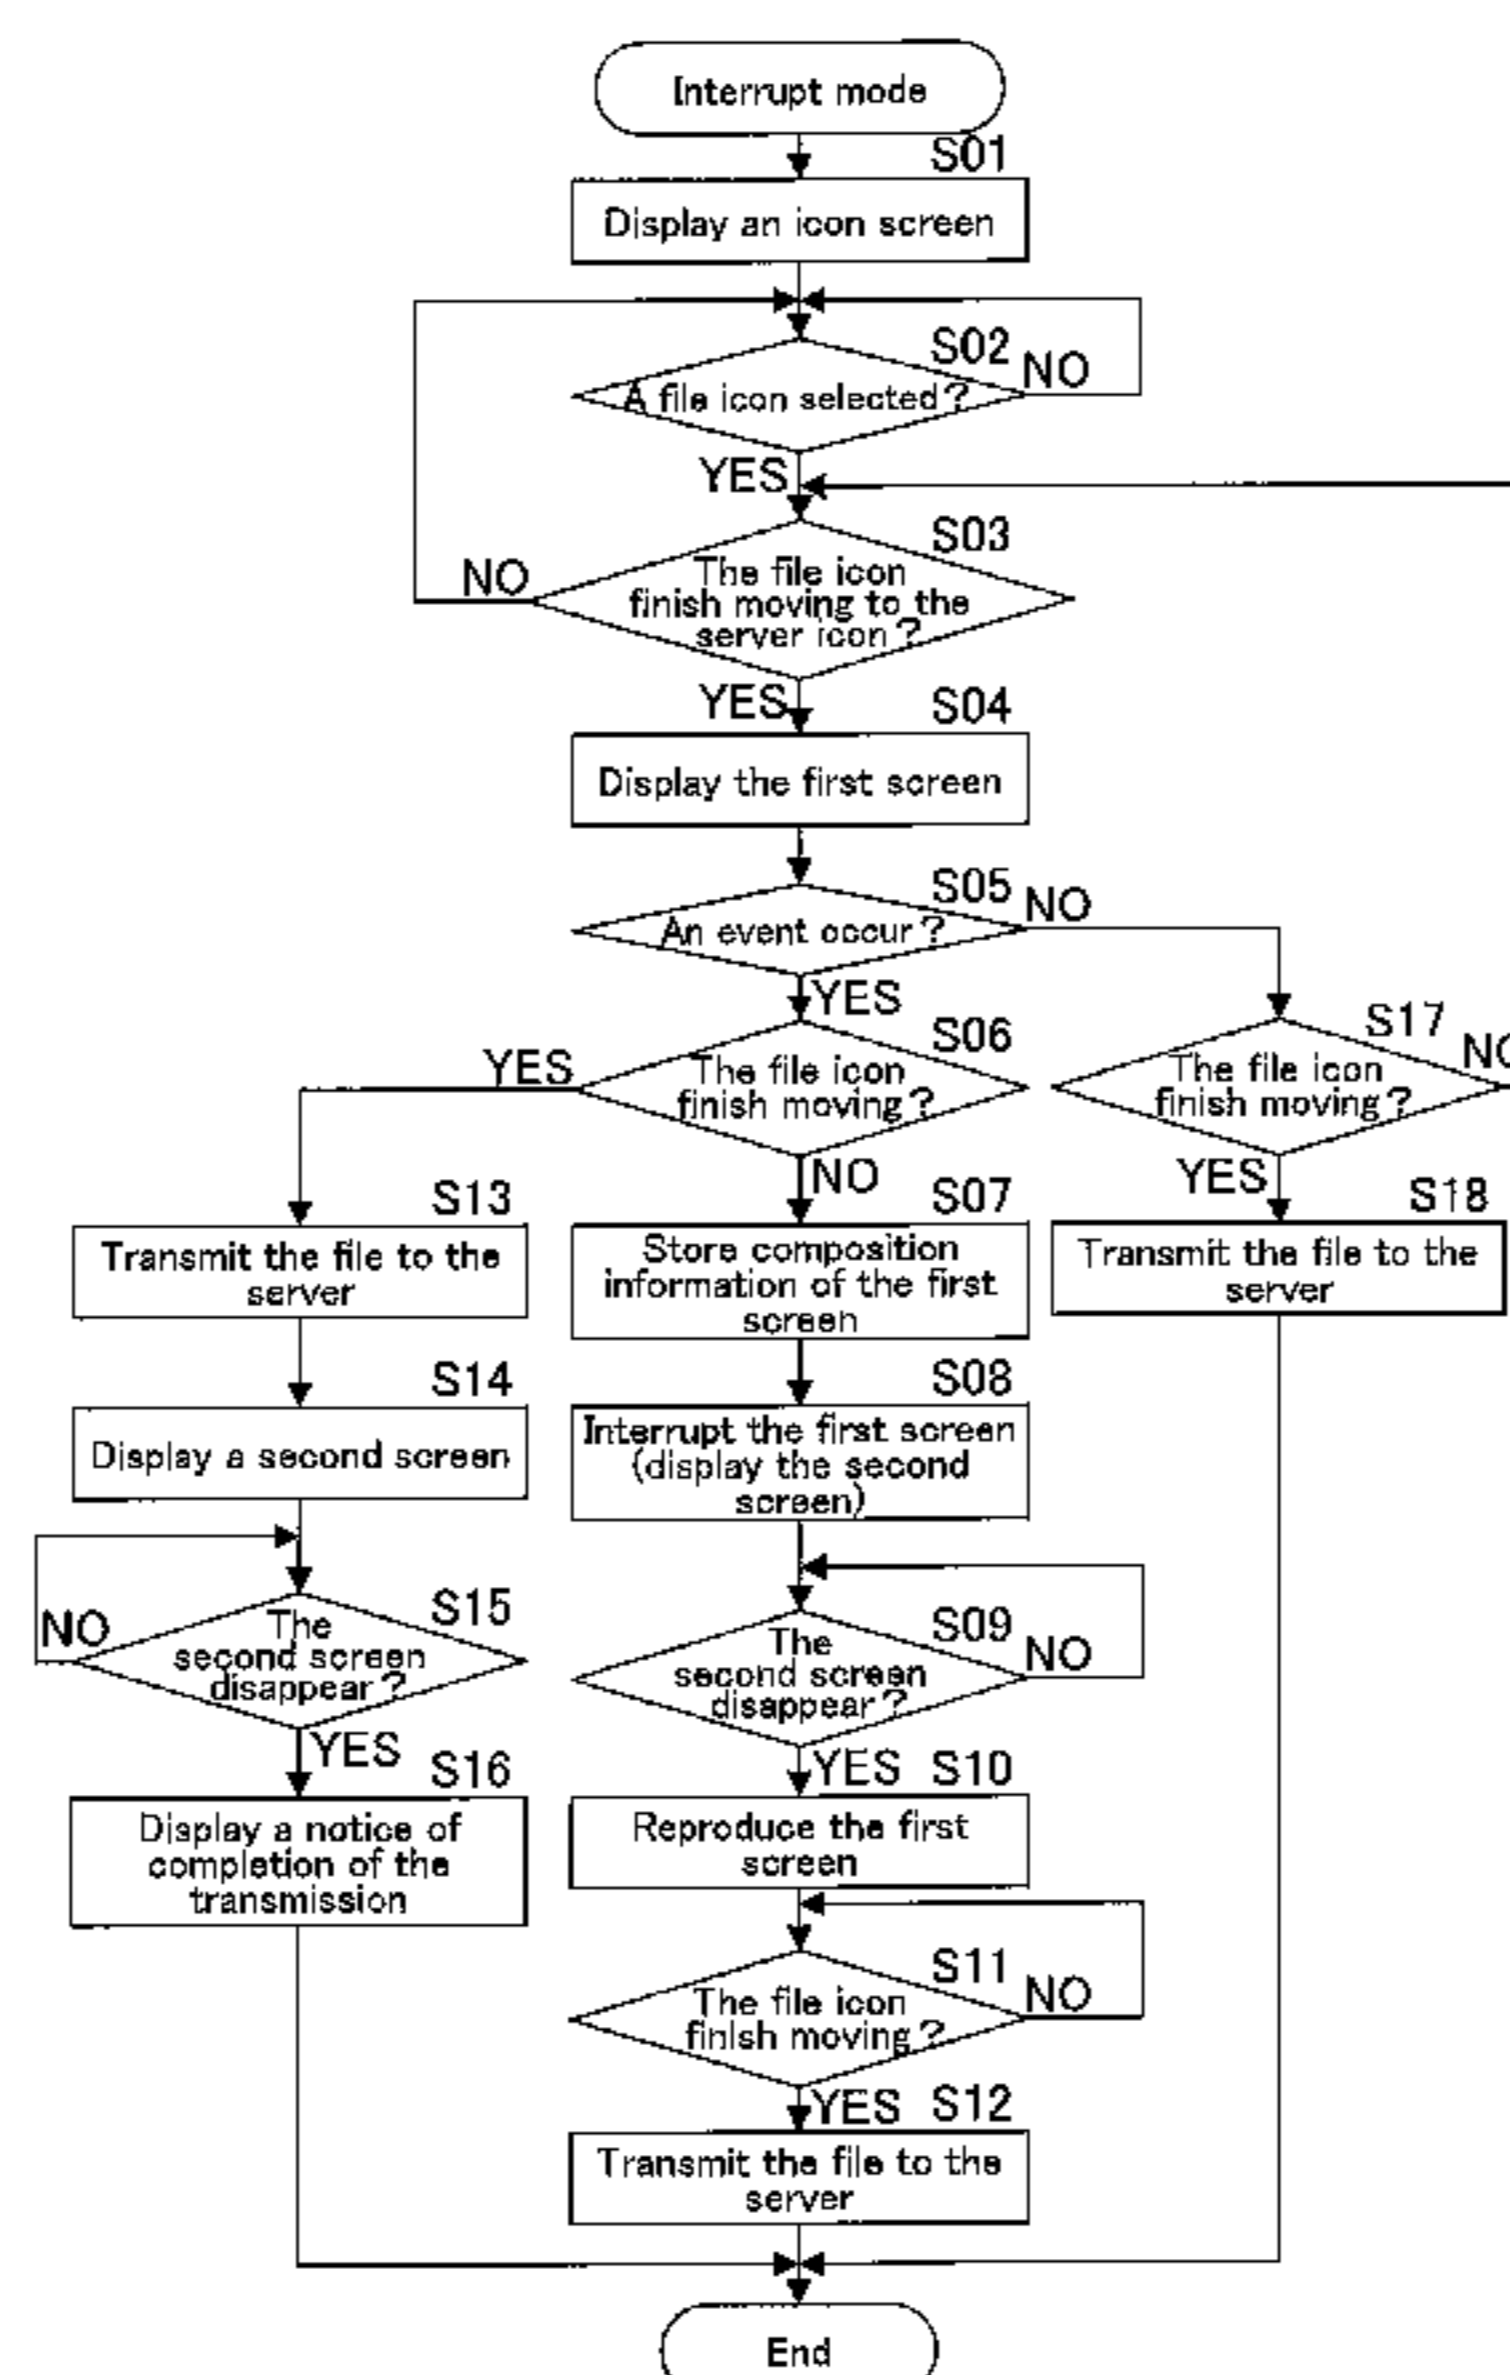 Interrupt mode
S01
Display an icon screen
S02
NO
A file icon selected?
YES
S03
NO
The file icon
finish moving to the
server icon?
YES
S04
Display the first screen
S05
NO
An event occur?
YES
S06
YES
The file icon
finish moving?
NO
S17
NO
The file icon
finish moving?
YES
S13
Transmit the file to the
server
S07
Store composition
information of the first
screen
S18
Transmit the file to the
server
S14
Display a second screen
S08
Interrupt the first screen
(display the second
screen)
S15
NO
The
second screen
disappear?
YES
S09
NO
The
second screen
disappear?
YES
S16
Display a notice of
completion of the
transmission
S10
Reproduce the first
screen
S11
NO
The file icon
finish moving?
YES
S12
Transmit the file to the
server
End